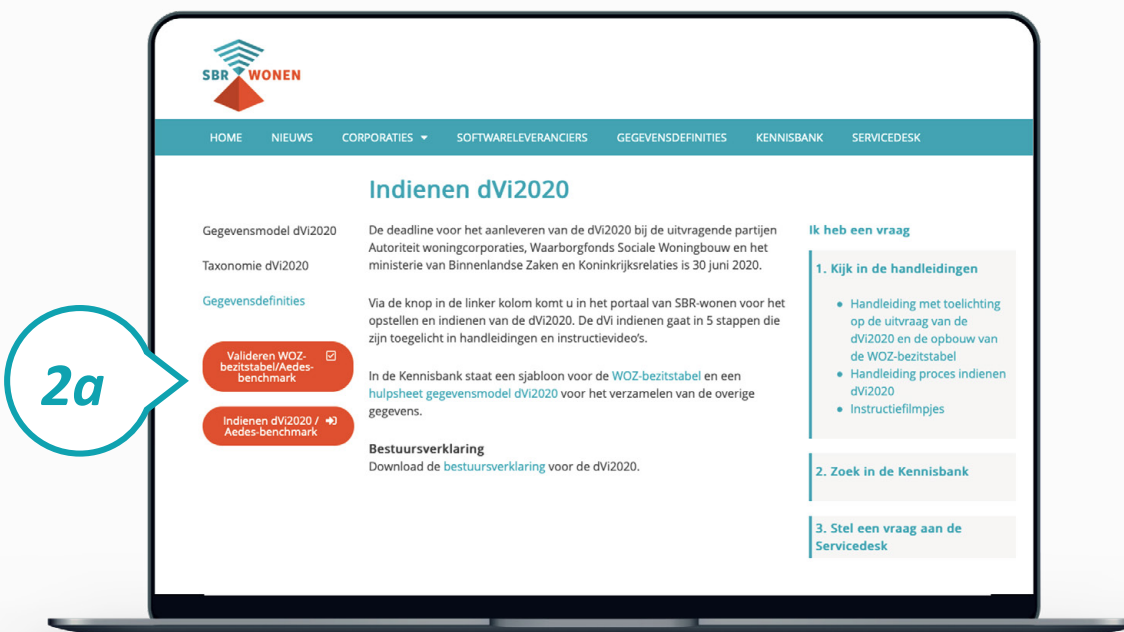 SBR WONEN
HOME NIEUWS CORPORATIES SOFTWARELEVERANCIERS GEGEVENSDEFINITIES KENNISBANK SERVICEDESK
Indienen dVi2020
Gegevensmodel dVi2020
Taxonomie dVi2020
Gegevensdefinities
2a
Valideren WOZ-
bezitstabel/Aedes-
benchmark
Indienen dVi2020 /
Aedes-benchmark
De deadline voor het aanleveren van de dVi2020 bij de uitvragende partijen
Autoriteit woningcorporaties, Waarborgfonds Sociale Woningbouw en het
ministerie van Binnenlandse Zaken en Koninkrijksrelaties is 30 juni 2020.
Via de knop in de linker kolom komt u in het portaal van SBR-wonen voor het
opstellen en indienen van de dVi2020. De dVi indienen gaat in 5 stappen die
zijn toegelicht in handleidingen en instructievideo's.
In de Kennisbank staat een sjabloon voor de WOZ-bezitstabel en een
hulpsheet gegevensmodel dVi2020 voor het verzamelen van de overige
gegevens.
Bestuursverklaring
Download de bestuursverklaring voor de dVi2020.
Ik heb een vraag
1. Kijk in de handleidingen
• Handleiding met toelichting
op de uitvraag van de
dVi2020 en de opbouw van
de WOZ-bezitstabel
• Handleiding proces indienen
dVi2020
• Instructiefilmpjes
2. Zoek in de Kennisbank
3. Stel een vraag aan de
Servicedesk